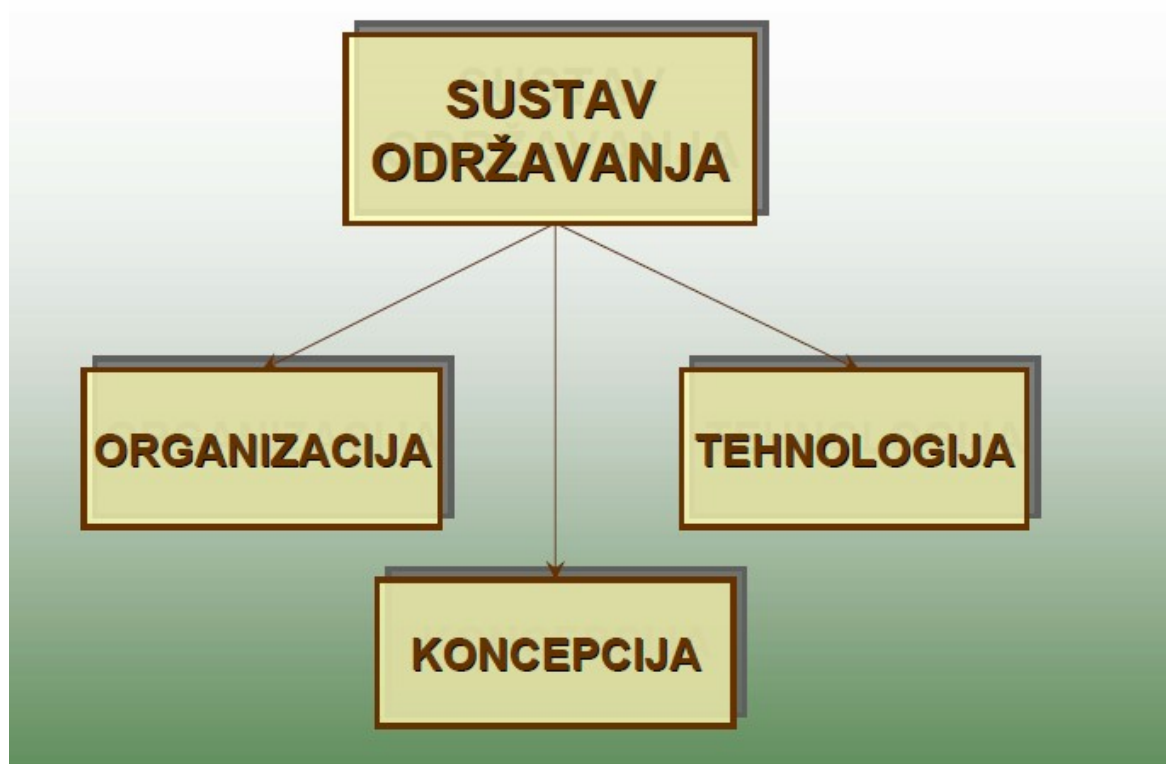 SUSTAV
ODRŽAVANJA
ORGANIZACIJA
TEHNOLOGIJA
KONCEPCIJA